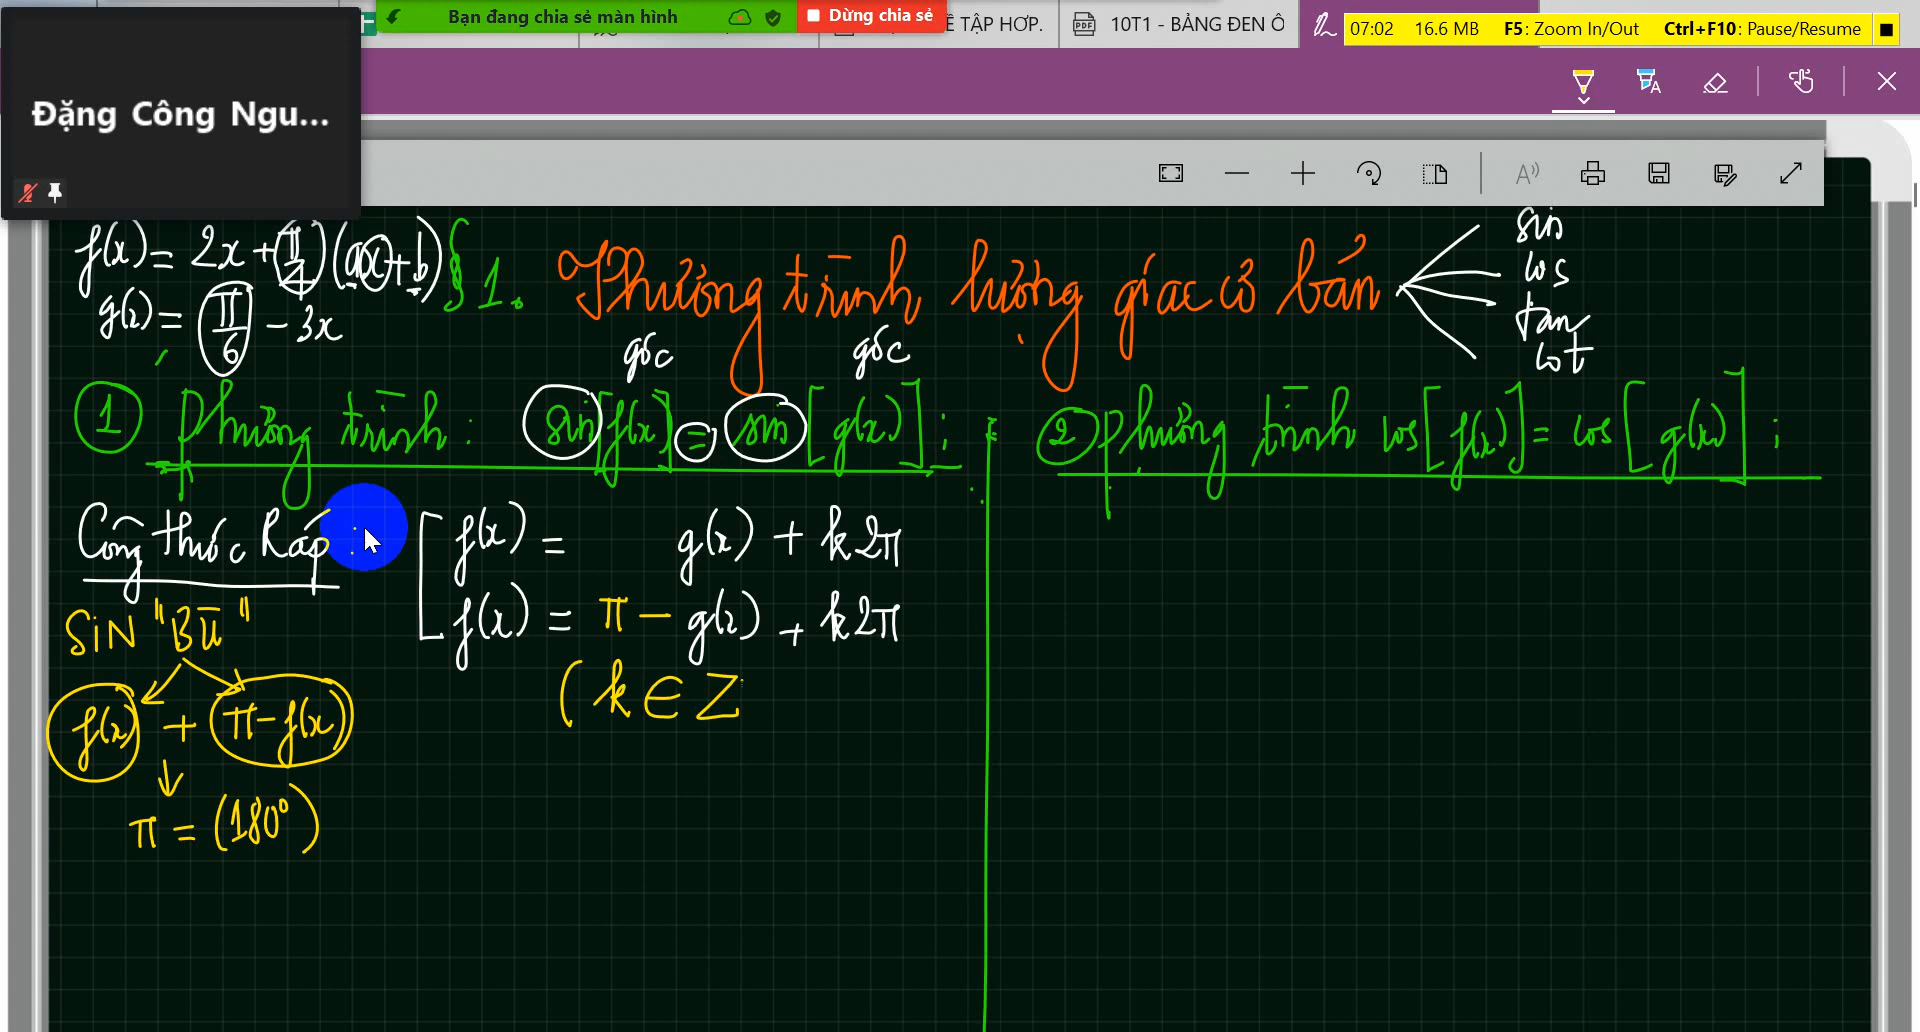 Bạn đang chia sẻ màn hình
Dừng chia sẻ
Ề TẬP HỢP.
10T1 - BẢNG ĐEN Ô
07:02 16.6 MB F5: Zoom In/Out Ctrl+F10: Pause/Resume
Đặng Công Ngu...
f(x) = 2x + π/4 (ax+b)
g(x) = π/6 - 3x
§1. Phương trình lượng giác cơ bản
sin
cos
tan
cot
góc góc
① Phương trình: sin[f(x)] = sin[g(x)];
② Phương trình cos[f(x)] = cos[g(x)];
Công thức Ráp:
f(x) = g(x) + k2π
f(x) = π - g(x) + k2π
(k ∈ Z
SiN "BÙ"
f(x) + π-f(x)
π = (180°)